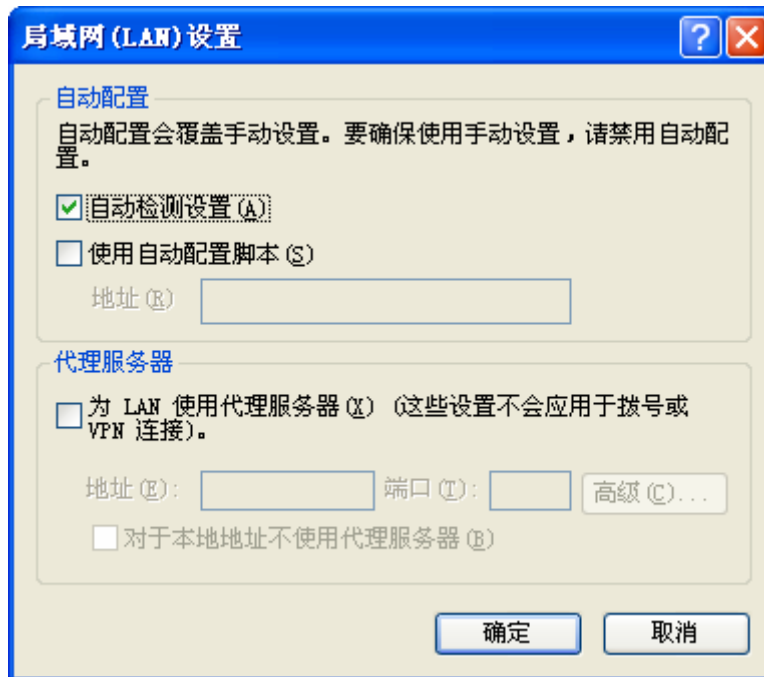 局域网(LAN)设置
自动配置
自动配置会覆盖手动设置。要确保使用手动设置，请禁用自动配
置。
自动检测设置(A)
使用自动配置脚本(S)
地址(R)
代理服务器
为 LAN 使用代理服务器(X) (这些设置不会应用于拨号或
VPN 连接)。
地址(E): 端口(T): 高级(C)...
对于本地地址不使用代理服务器(B)
确定 取消